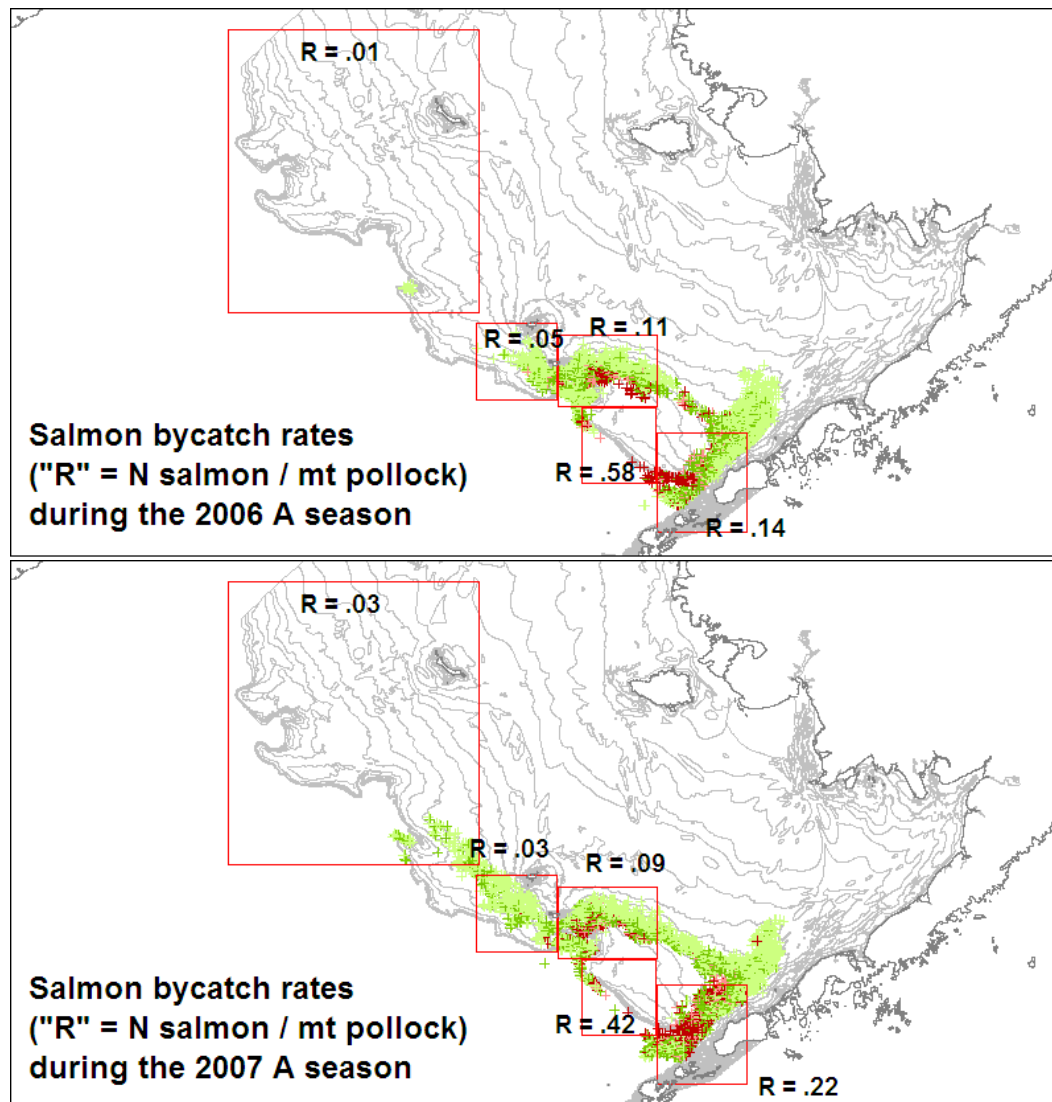 R = .01
R = .05
R = .11
Salmon bycatch rates
("R" = N salmon / mt pollock)
during the 2006 A season
R = .58
R = .14
R = .03
R = .03
R = .09
Salmon bycatch rates
("R" = N salmon / mt pollock)
during the 2007 A season
R = .42
R = .22